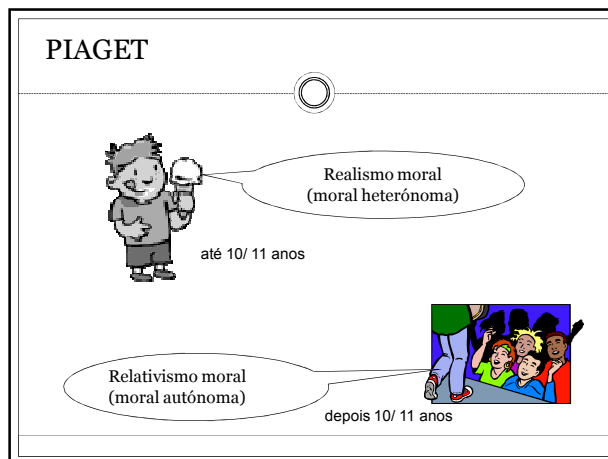 PIAGET
Realismo moral
(moral heterónoma)
até 10/ 11 anos
Relativismo moral
(moral autónoma)
depois 10/ 11 anos